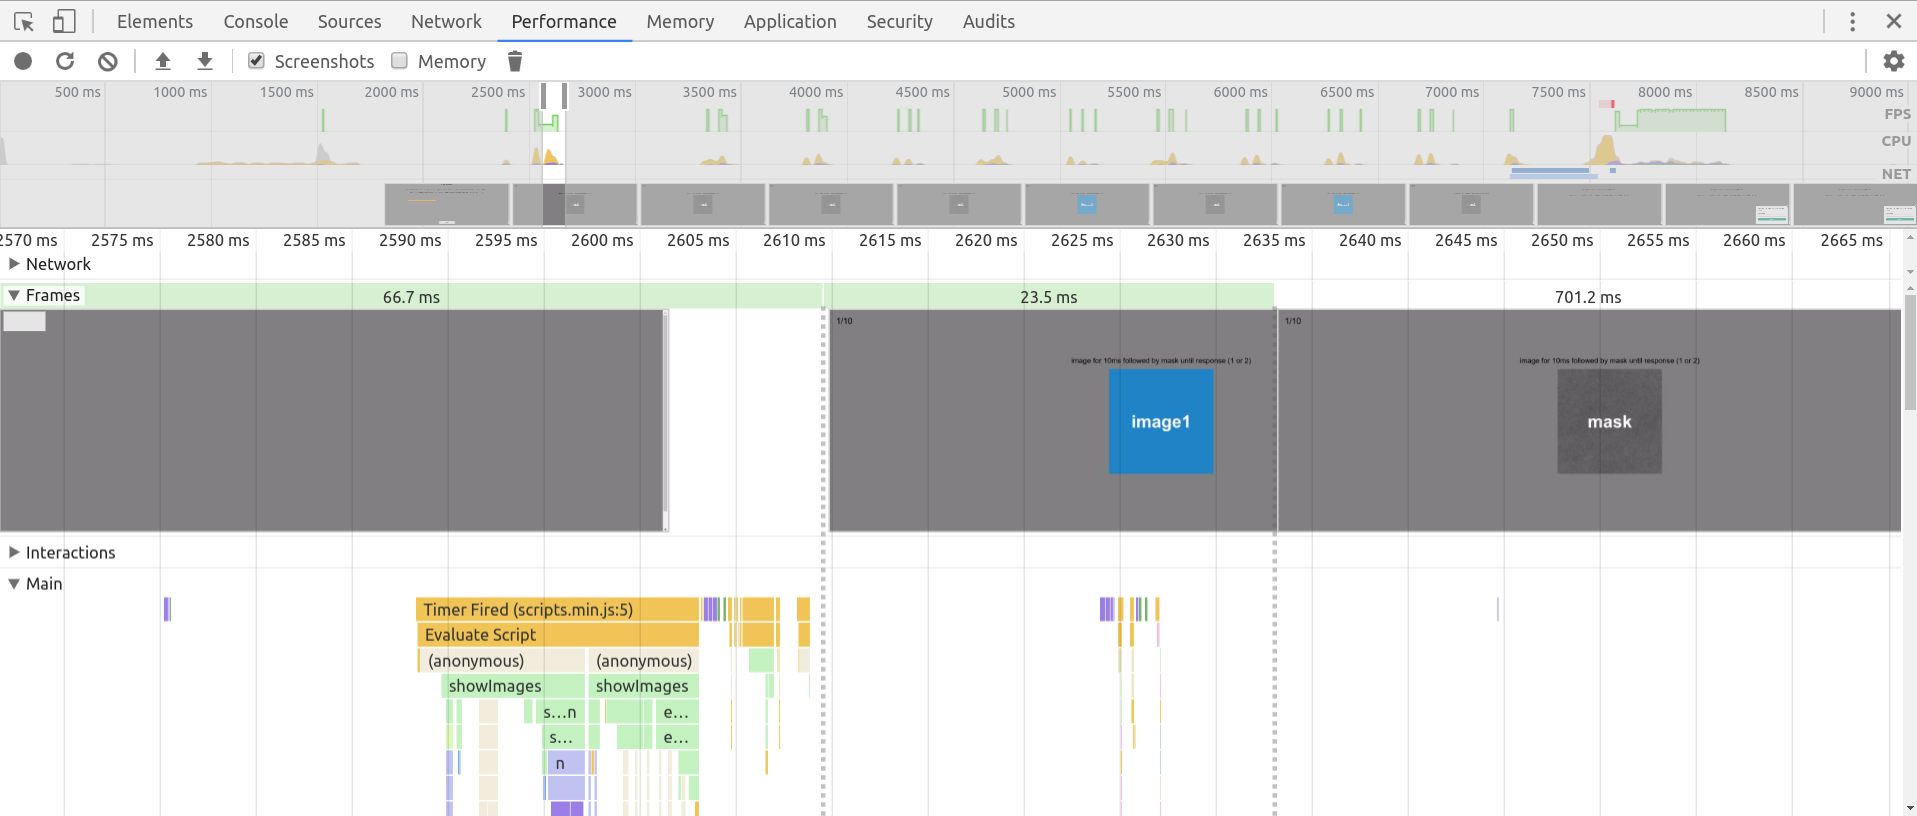 Elements Console Sources Network Performance Memory Application Security Audits
Screenshots Memory
500 ms 1000 ms 1500 ms 2000 ms 2500 ms 3000 ms 3500 ms 4000 ms 4500 ms 5000 ms 5500 ms 6000 ms 6500 ms 7000 ms 7500 ms 8000 ms 8500 ms 9000 ms
FPS
CPU
NET
2570 ms 2575 ms 2580 ms 2585 ms 2590 ms 2595 ms 2600 ms 2605 ms 2610 ms 2615 ms 2620 ms 2625 ms 2630 ms 2635 ms 2640 ms 2645 ms 2650 ms 2655 ms 2660 ms 2665 ms
Network
Frames 66.7 ms 23.5 ms 701.2 ms
1/10 1/10
image for 10ms followed by mask until response (1 or 2) image for 10ms followed by mask until response (1 or 2)
image1 mask
Interactions
Main
Timer Fired (scripts.min.js:5)
Evaluate Script
(anonymous) (anonymous)
showImages showImages
s...n e...
s... e...
n